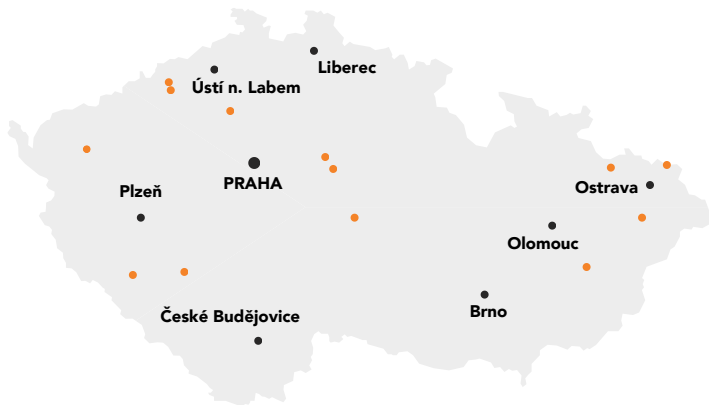 Liberec
Ústí n. Labem
PRAHA
Plzeň
Ostrava
Olomouc
České Budějovice
Brno